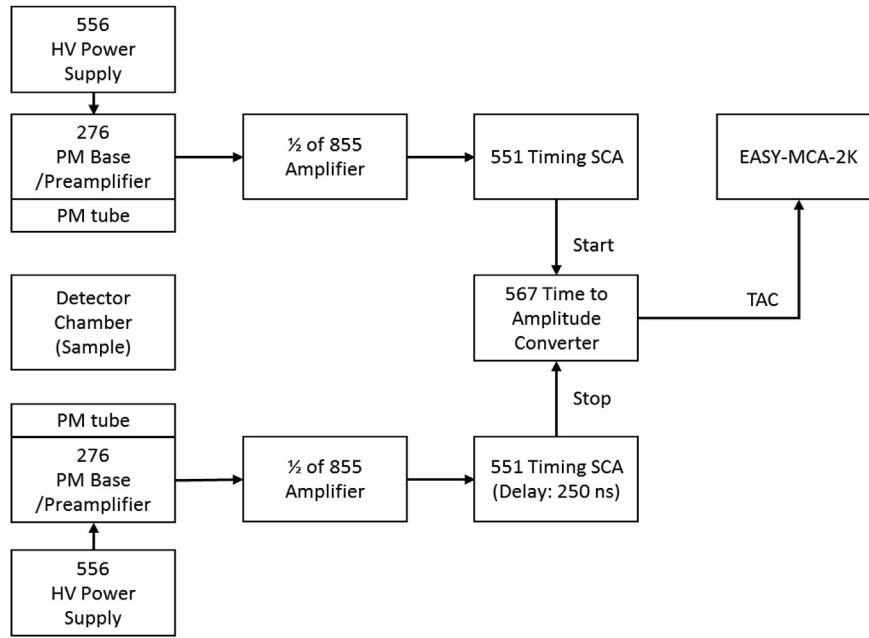 556
HV Power
Supply
276
PM Base
/Preamplifier
PM tube
½ of 855
Amplifier
551 Timing SCA
EASY-MCA-2K
Start
Detector
Chamber
(Sample)
567 Time to
Amplitude
Converter
TAC
Stop
PM tube
276
PM Base
/Preamplifier
½ of 855
Amplifier
551 Timing SCA
(Delay: 250 ns)
556
HV Power
Supply